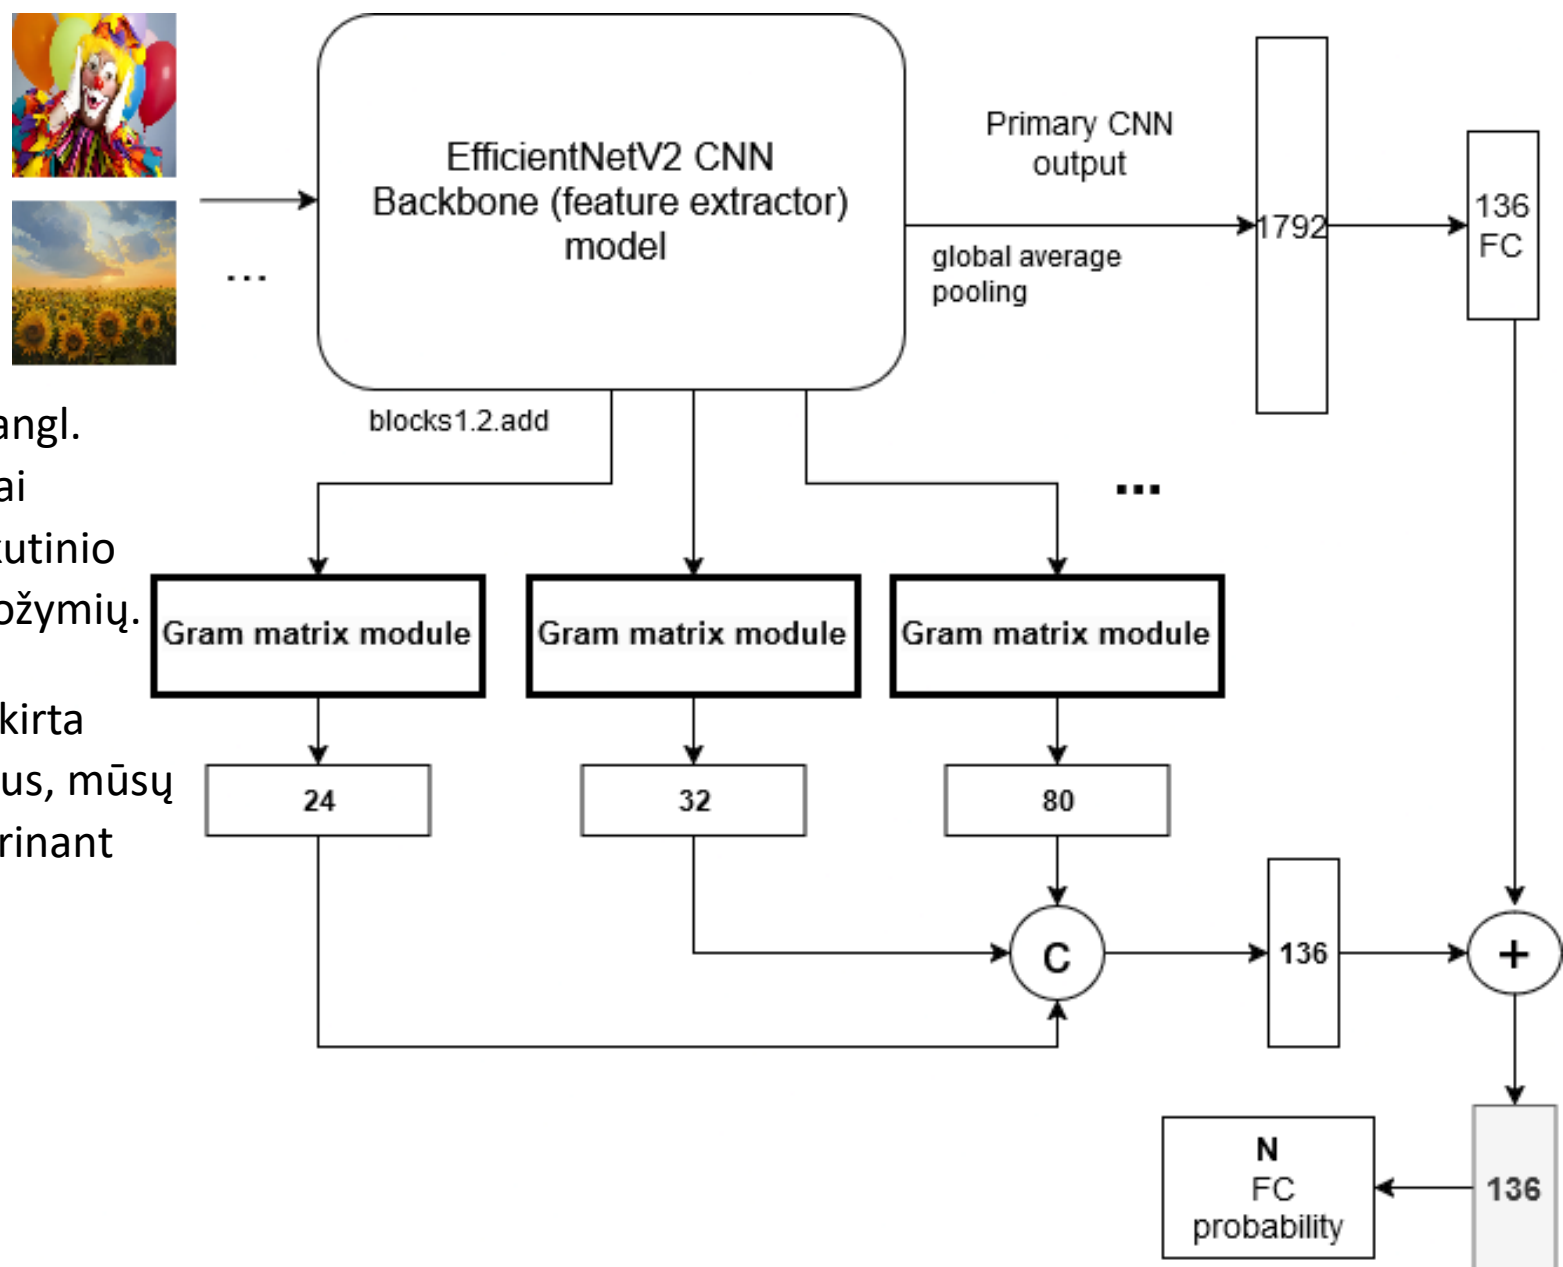 EfficientNetV2 CNN
Backbone (feature extractor)
model
Primary CNN
output
global average
pooling
1792
136
FC
...
blocks1.2.add
...
angl.
ai
kutinio
ožymių.
kirta
us, mūsų
rinant
Gram matrix module
Gram matrix module
Gram matrix module
24
32
80
C
136
+
136
N
FC
probability